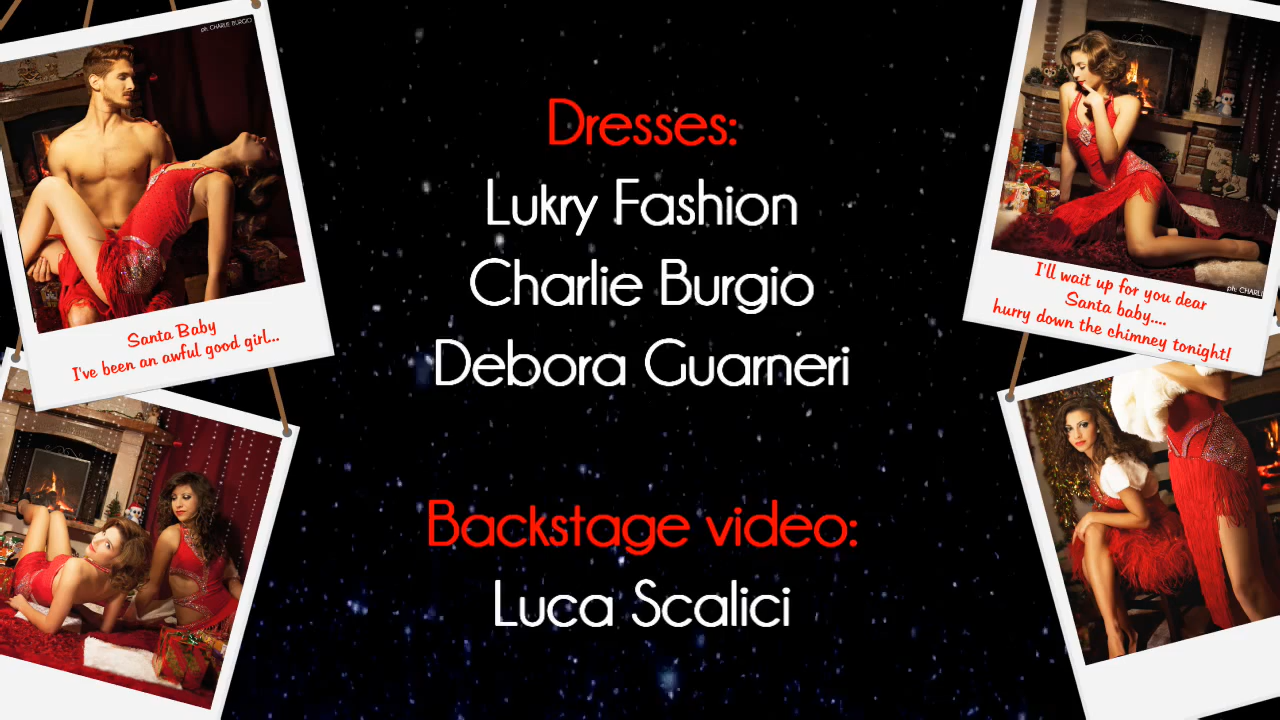 ph: CHARLIE BURGIO
Santa Baby
I've been an awful good girl...
Dresses:
Lukry Fashion
Charlie Burgio
Debora Guarneri
Backstage video:
Luca Scalici
ph: CHARLI
I'll wait up for you dear
Santa baby....
hurry down the chimney tonight!